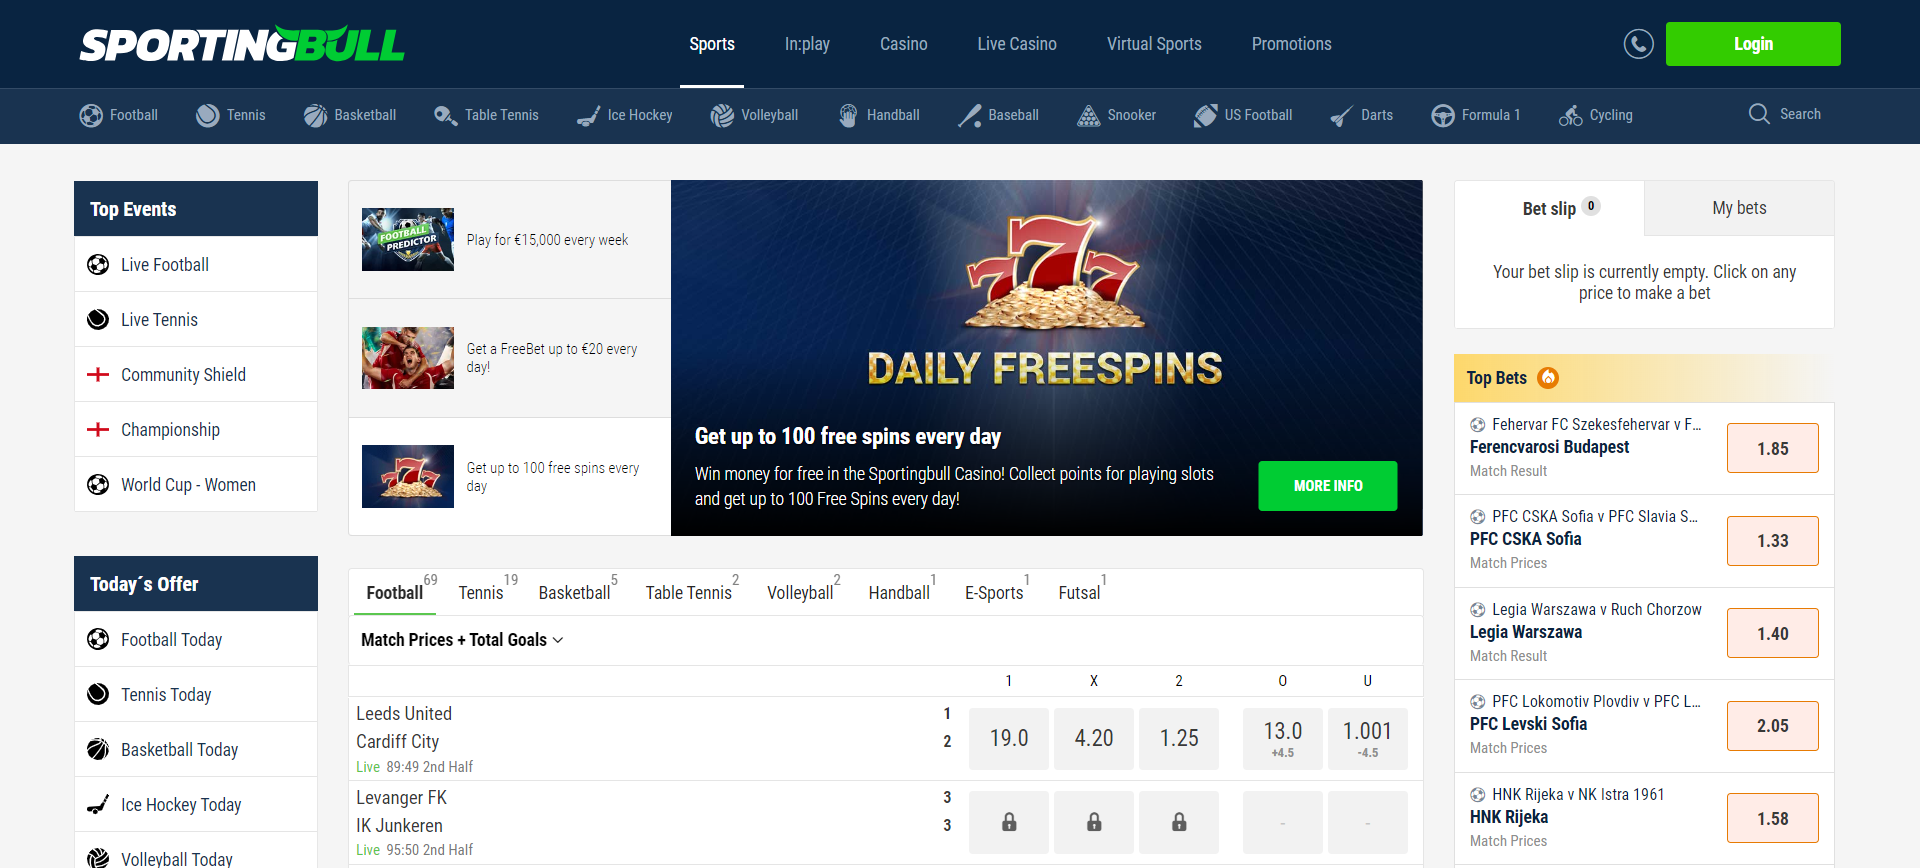 SPORTINGBULL
Sports
In:play
Casino
Live Casino
Virtual Sports
Promotions
Login
Football
Tennis
Basketball
Table Tennis
Ice Hockey
Volleyball
Handball
Baseball
Snooker
US Football
Darts
Formula 1
Cycling
Search
Top Events
Live Football
Live Tennis
Community Shield
Championship
World Cup - Women
Today´s Offer
Football Today
Tennis Today
Basketball Today
Ice Hockey Today
Volleyball Today
FOOTBALL
PREDICTOR
Play for €15,000 every week
Get a FreeBet up to €20 every
day!
Get up to 100 free spins every
day
777
DAILY FREESPINS
Get up to 100 free spins every day
Win money for free in the Sportingbull Casino! Collect points for playing slots
and get up to 100 Free Spins every day!
MORE INFO
Football 69
Tennis 19
Basketball 5
Table Tennis 2
Volleyball 2
Handball 1
E-Sports 1
Futsal 1
Match Prices + Total Goals
1 X 2 O U
Leeds United 1
Cardiff City 2
Live 89:49 2nd Half
19.0 4.20 1.25 13.0 1.001
+4.5 -4.5
Levanger FK 3
IK Junkeren 3
Live 95:50 2nd Half
- -
Bet slip 0
My bets
Your bet slip is currently empty. Click on any
price to make a bet
Top Bets
Fehervar FC Szekesfehervar v F...
Ferencvarosi Budapest
Match Result
1.85
PFC CSKA Sofia v PFC Slavia S...
PFC CSKA Sofia
Match Prices
1.33
Legia Warszawa v Ruch Chorzow
Legia Warszawa
Match Result
1.40
PFC Lokomotiv Plovdiv v PFC L...
PFC Levski Sofia
Match Prices
2.05
HNK Rijeka v NK Istra 1961
HNK Rijeka
Match Prices
1.58